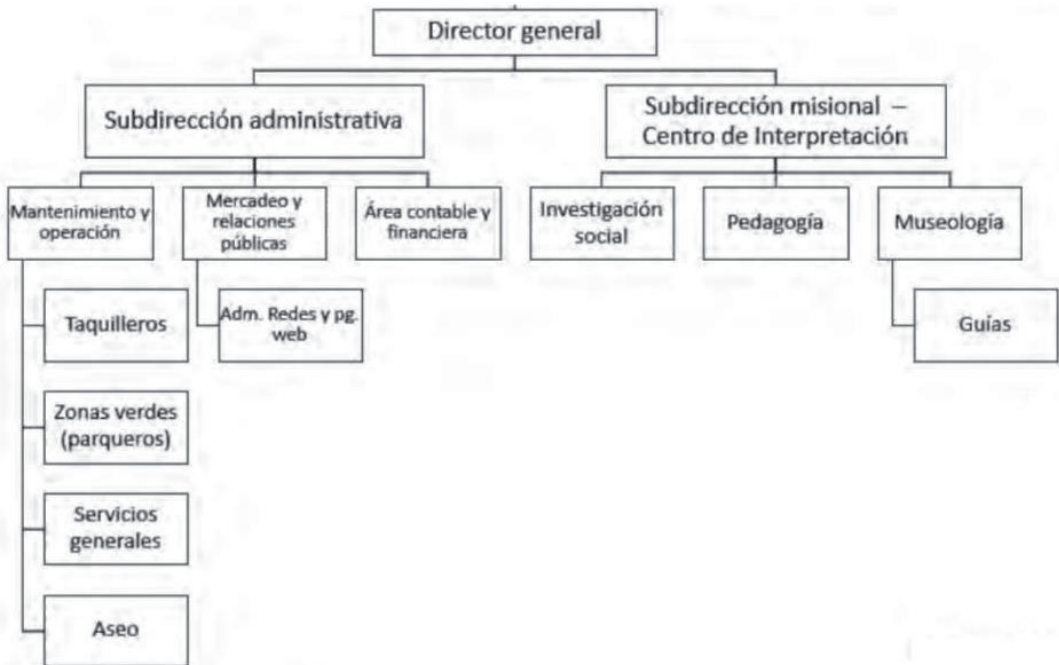 Director general
Subdirección administrativa
Subdirección misional –
Centro de Interpretación
Mantenimiento y
operación
Mercadeo y
relaciones
públicas
Área contable y
financiera
Investigación
social
Pedagogía
Museología
Taquilleros
Adm. Redes y pg.
web
Guías
Zonas verdes
(parqueros)
Servicios
generales
Aseo